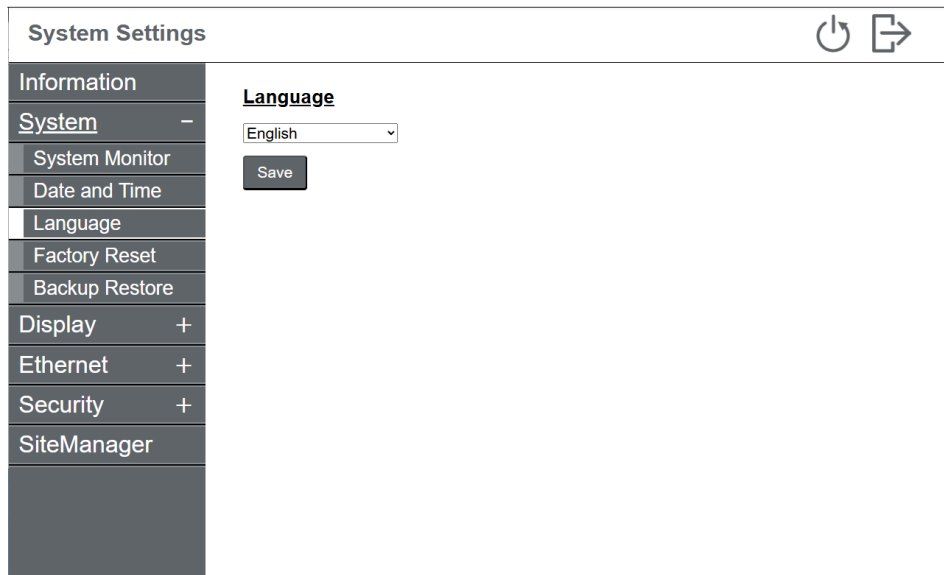 System Settings
Information
System −
System Monitor
Date and Time
Language
Factory Reset
Backup Restore
Display +
Ethernet +
Security +
SiteManager
Language
English
Save